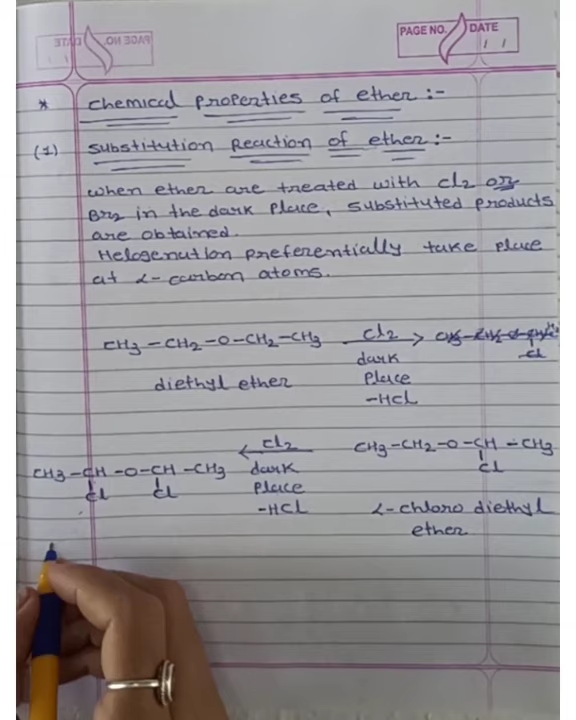 PAGE NO. DATE
/ /
* Chemical Properties of ether :-
(1) Substitution Reaction of ether :-
when ether are treated with Cl2 or
Br2 in the dark place, substituted products
are obtained.
Helogenation preferentially take place
at α- carbon atoms.
CH3 - CH2 - O - CH2 - CH3 Cl2 >
dark
diethyl ether Place
-HCl
CH3-CH2-O-CH-CH3
Cl
Cl2
CH3-CH-O-CH-CH3 dark
Cl Cl Place
-HCl
α-chloro diethyl
ether